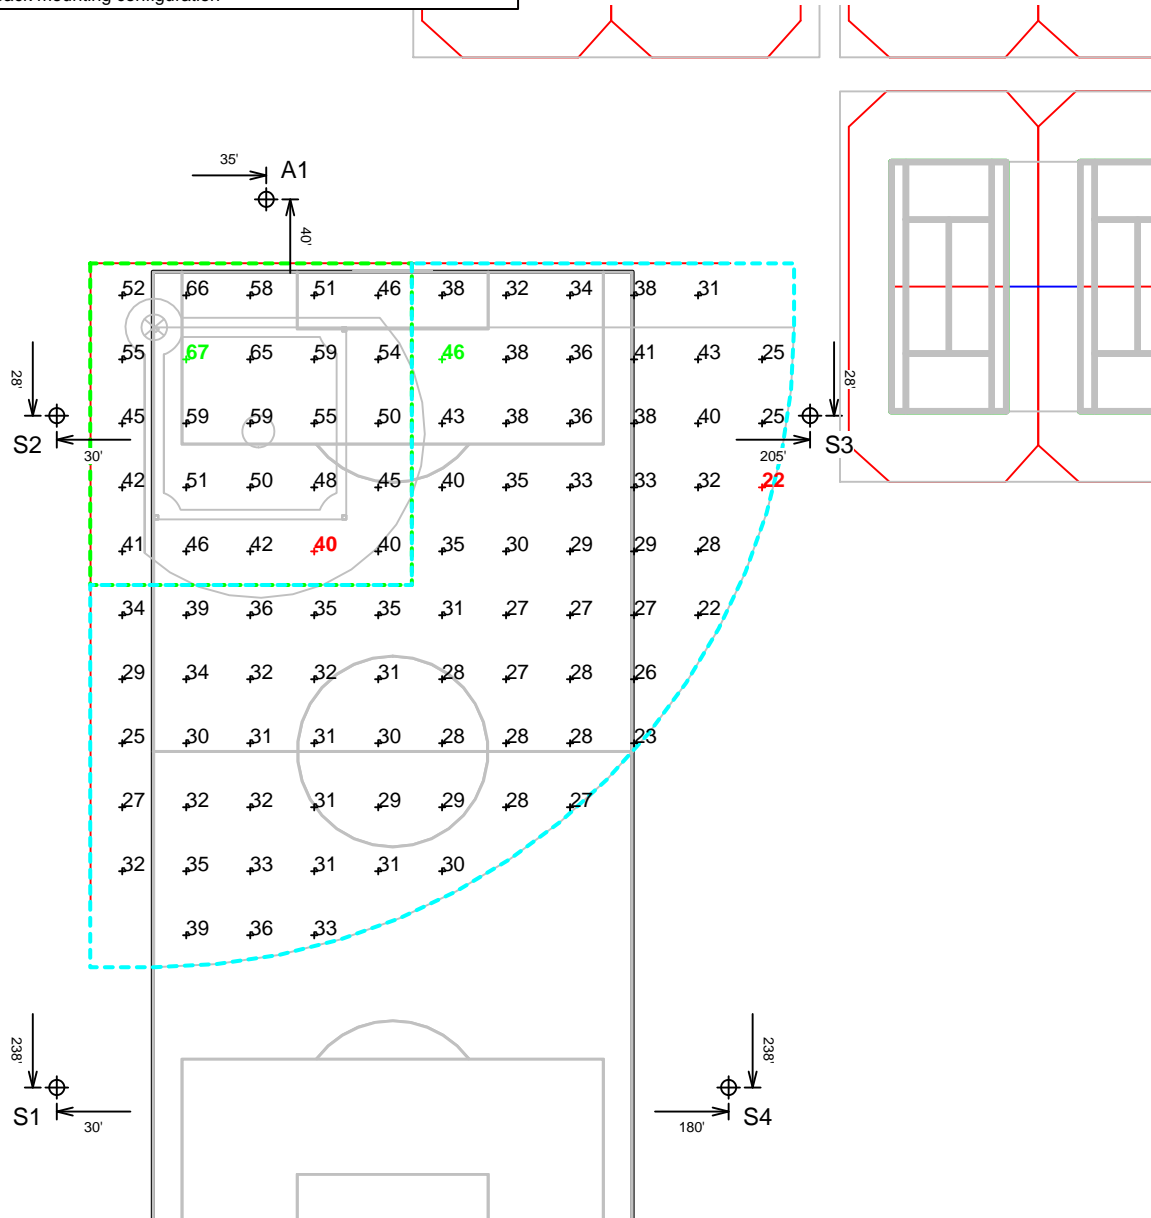 back mounting configuration
35' A1
40'
52 66 58 51 46 38 32 34 38 31
55 67 65 59 54 46 38 36 41 43 25
28' 28'
45 59 59 55 50 43 38 36 38 40 25
S2 S3
30' 205'
42 51 50 48 45 40 35 33 33 32 22
41 46 42 40 40 35 30 29 29 28
34 39 36 35 35 31 27 27 27 22
29 34 32 32 31 28 27 28 26
25 30 31 31 30 28 28 28 23
27 32 32 31 29 29 28 27
32 35 33 31 31 30
39 36 33
238' 238'
S1 S4
30' 180'